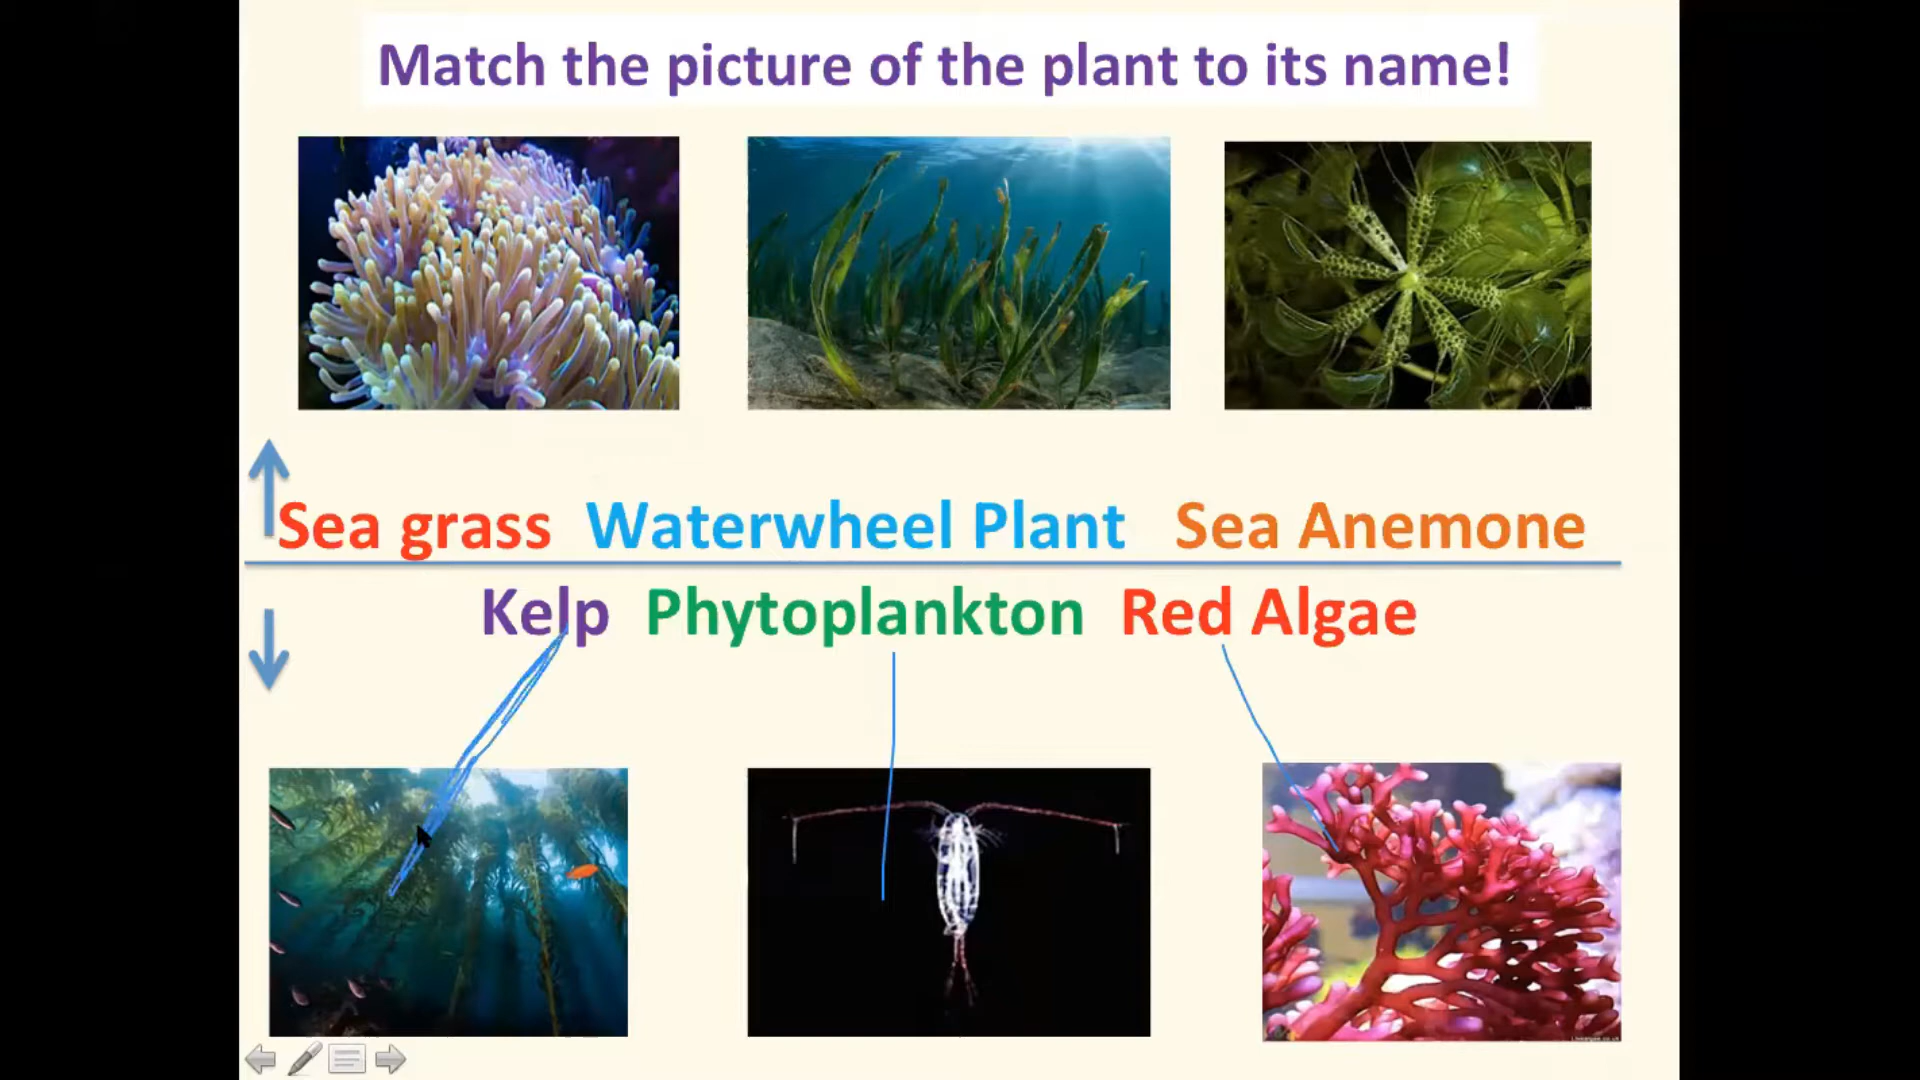 Match the picture of the plant to its name!
Sea grass Waterwheel Plant Sea Anemone
Kelp Phytoplankton Red Algae